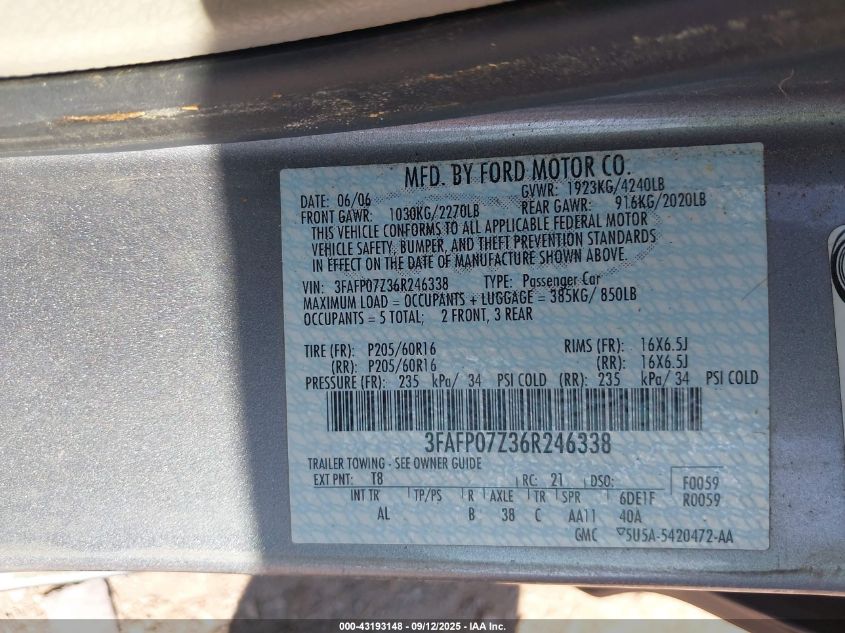 MFD. BY FORD MOTOR CO.
DATE: 06/06 GVWR: 1923KG/4240LB
FRONT GAWR: 1030KG/2270LB REAR GAWR: 916KG/2020LB
THIS VEHICLE CONFORMS TO ALL APPLICABLE FEDERAL MOTOR
VEHICLE SAFETY, BUMPER, AND THEFT PREVENTION STANDARDS
IN EFFECT ON THE DATE OF MANUFACTURE SHOWN ABOVE.
VIN: 3FAFP07Z36R246338 TYPE: Passenger Car
MAXIMUM LOAD = OCCUPANTS + LUGGAGE = 385KG/ 850LB
OCCUPANTS = 5 TOTAL; 2 FRONT, 3 REAR
TIRE (FR): P205/60R16 RIMS (FR): 16X6.5J
(RR): P205/60R16 (RR): 16X6.5J
PRESSURE (FR): 235 kPa/ 34 PSI COLD (RR): 235 kPa/ 34 PSI COLD
3FAFP07Z36R246338
TRAILER TOWING - SEE OWNER GUIDE
EXT PNT: T8 RC: 21 DSO: F0059
INT TR TP/PS R AXLE TR SPR 6DE1F R0059
AL B 38 C AA11 40A
GMC 5U5A-5420472-AA
000-43193148 - 09/12/2025 - IAA Inc.